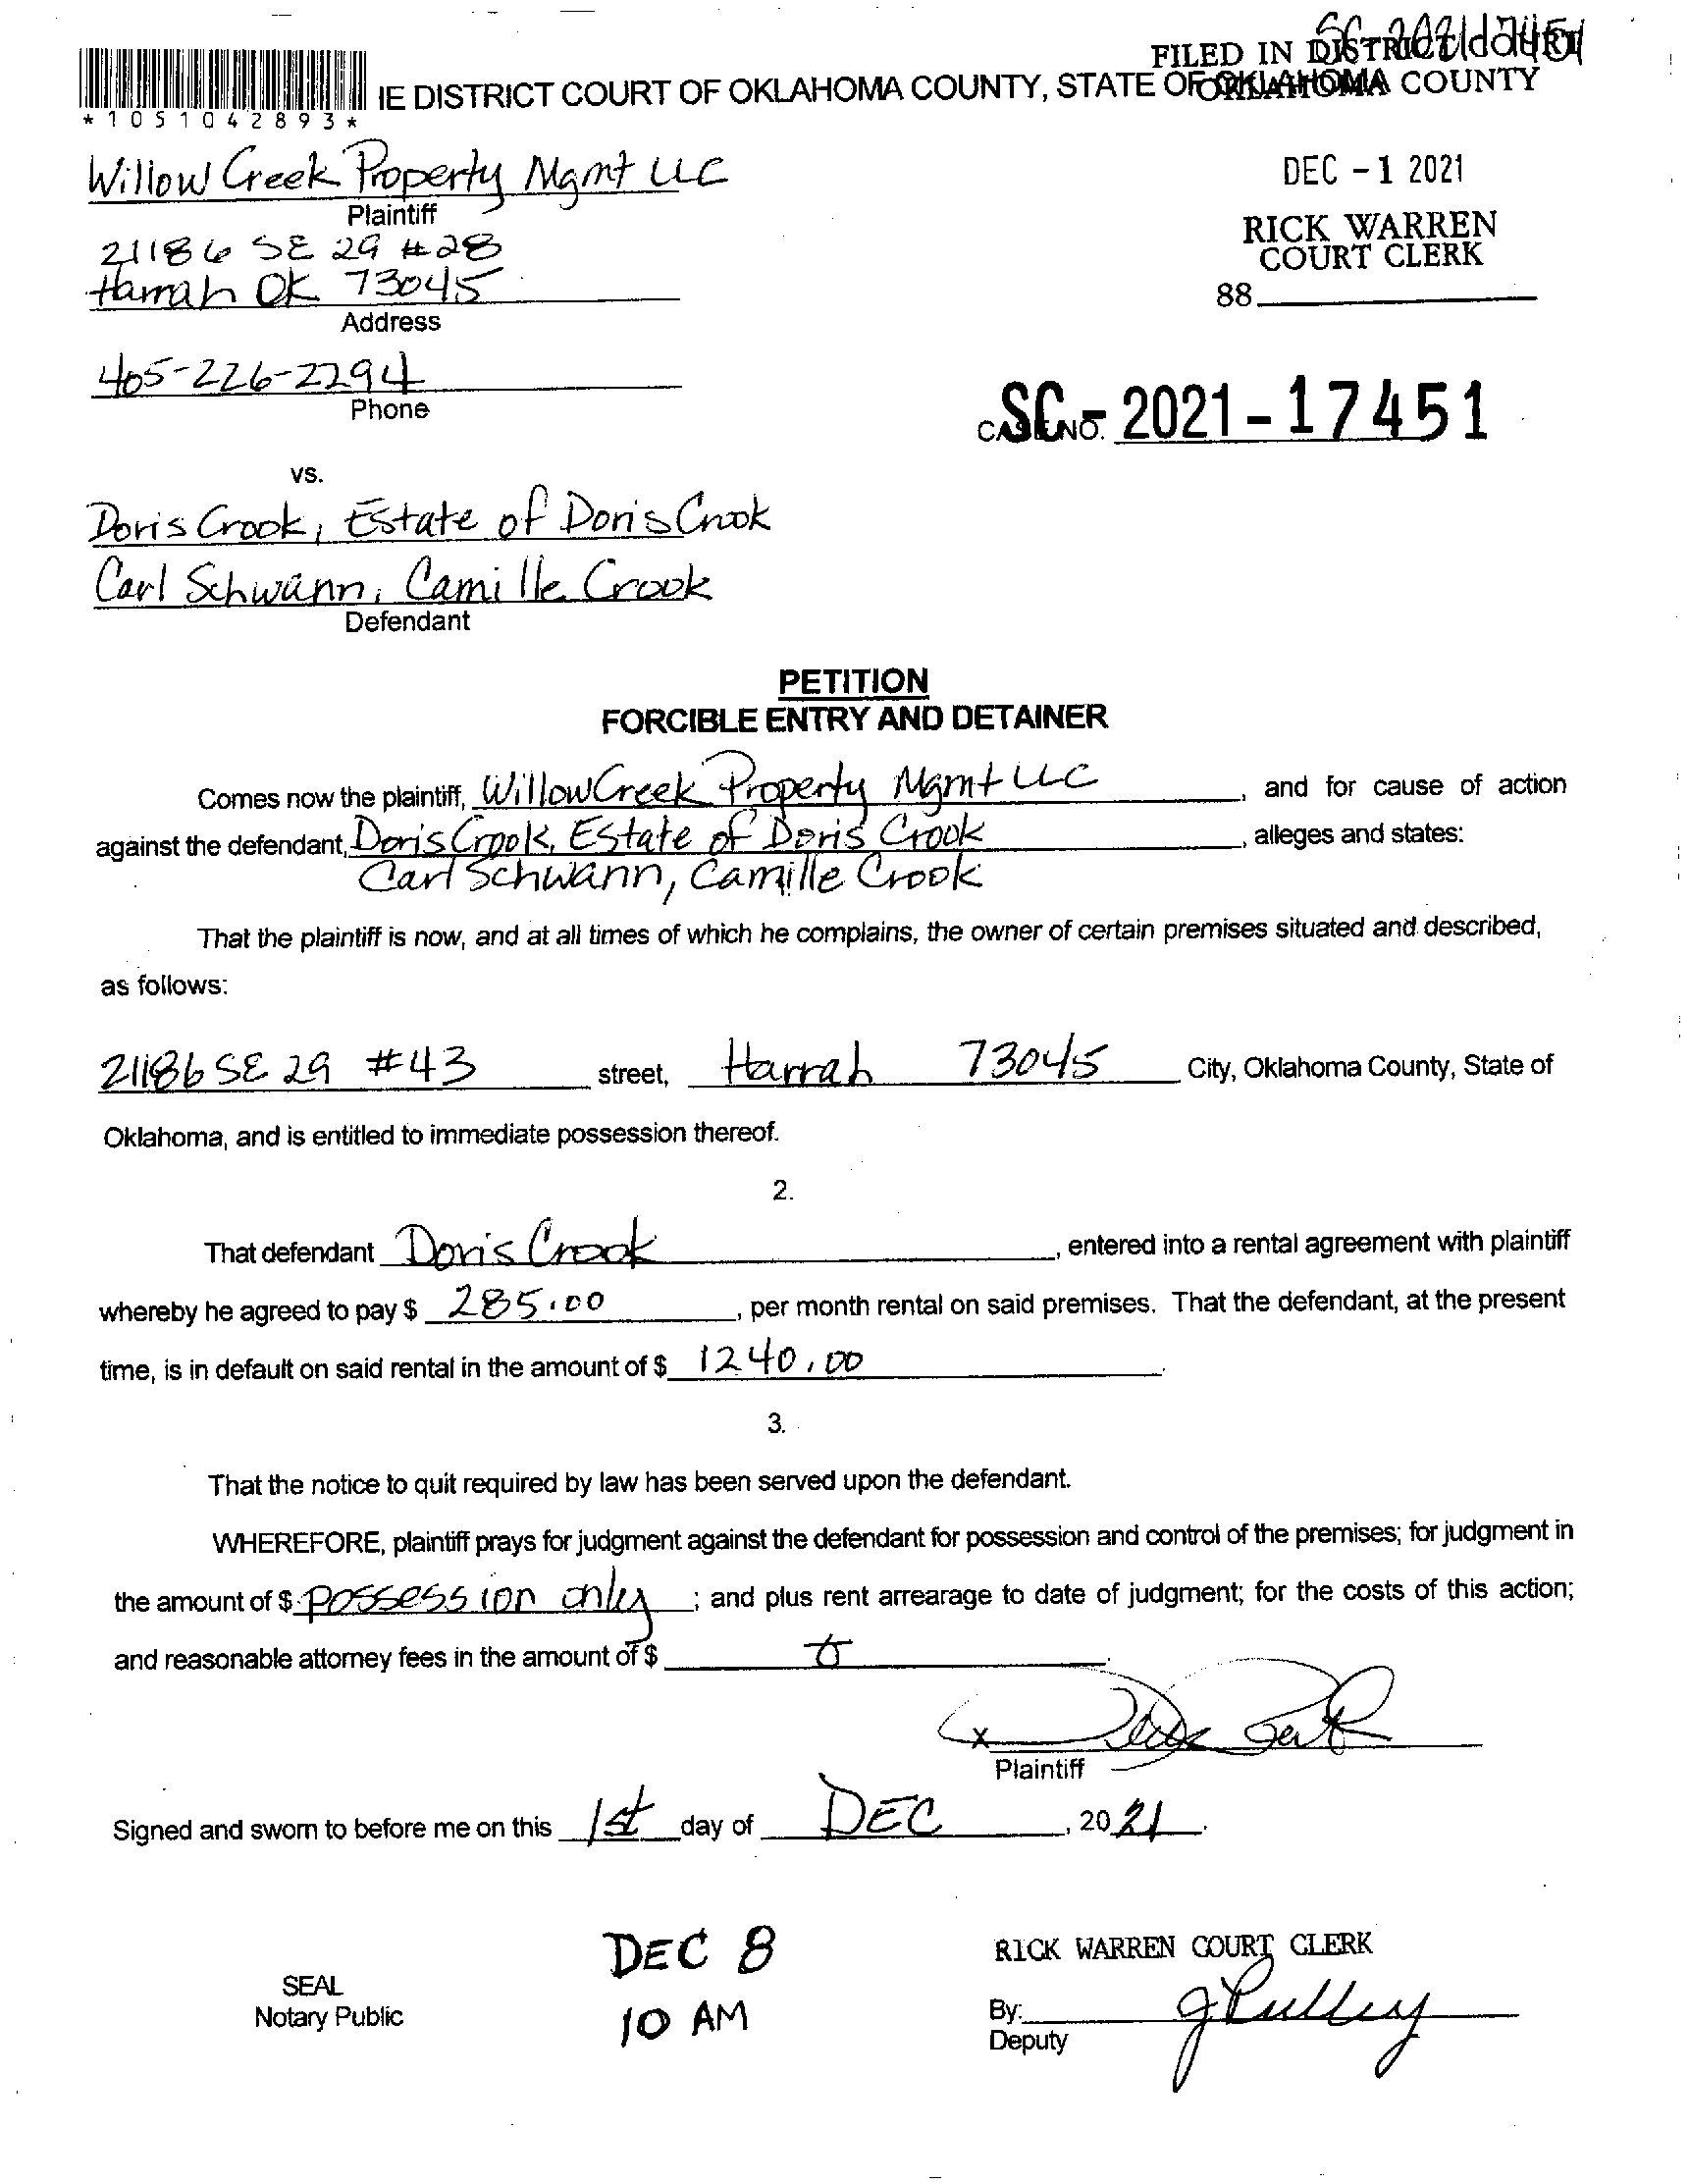 SC-2021-17451
FILED IN DISTRICT COURT
IE DISTRICT COURT OF OKLAHOMA COUNTY, STATE OF OKLAHOMA
OKLAHOMA COUNTY
*1051042893*
Willow Creek Property Mgmt LLC
Plaintiff
DEC -1 2021
21186 SE 29 #28
RICK WARREN
COURT CLERK
Harrah OK 73045
88
Address
405-226-2294
Phone
CASE NO. SC-2021-17451
vs.
Doris Crook, Estate of Doris Crook
Carl Schwann, Camille Crook
Defendant
PETITION
FORCIBLE ENTRY AND DETAINER
Comes now the plaintiff, Willow Creek Property Mgmt LLC, and for cause of action
against the defendant, Doris Crook, Estate of Doris Crook, alleges and states:
Carl Schwann, Camille Crook
That the plaintiff is now, and at all times of which he complains, the owner of certain premises situated and described,
as follows:
21186 SE 29 #43 street, Harrah 73045 City, Oklahoma County, State of
Oklahoma, and is entitled to immediate possession thereof.
2.
That defendant Doris Crook, entered into a rental agreement with plaintiff
whereby he agreed to pay $ 285.00, per month rental on said premises. That the defendant, at the present
time, is in default on said rental in the amount of $ 1240.00.
3.
That the notice to quit required by law has been served upon the defendant.
WHEREFORE, plaintiff prays for judgment against the defendant for possession and control of the premises; for judgment in
the amount of $ possession only; and plus rent arrearage to date of judgment; for the costs of this action;
and reasonable attorney fees in the amount of $
x
Plaintiff
Signed and sworn to before me on this 1st day of DEC, 2021.
DEC 8
RICK WARREN COURT CLERK
SEAL
Notary Public
10 AM
By: J Pulley
Deputy